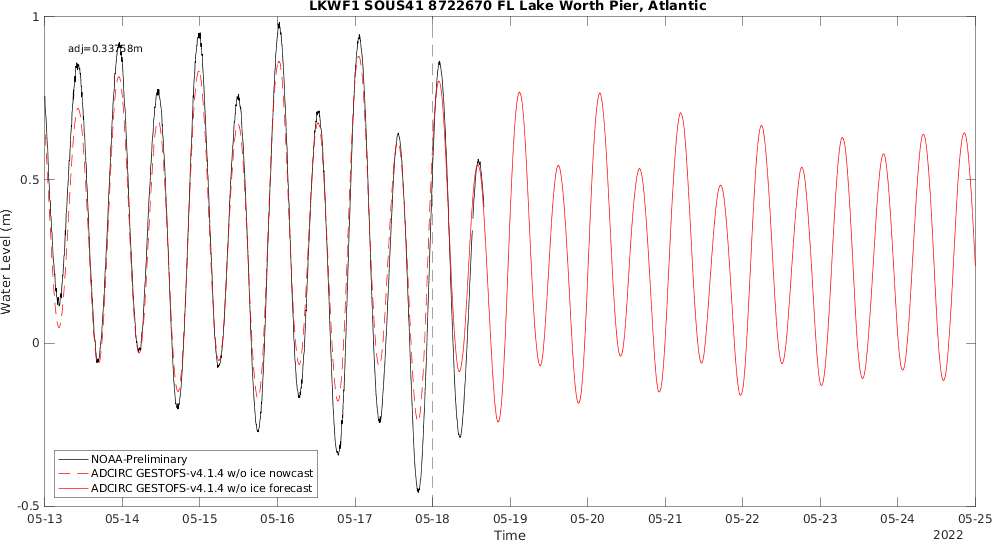 LKWF1 SOUS41 8722670 FL Lake Worth Pier, Atlantic
adj=0.33758m
Water Level (m)
1
0.5
0
-0.5
NOAA-Preliminary
ADCIRC GESTOFS-v4.1.4 w/o ice nowcast
ADCIRC GESTOFS-v4.1.4 w/o ice forecast
05-13 05-14 05-15 05-16 05-17 05-18 05-19 05-20 05-21 05-22 05-23 05-24 05-25
Time
2022